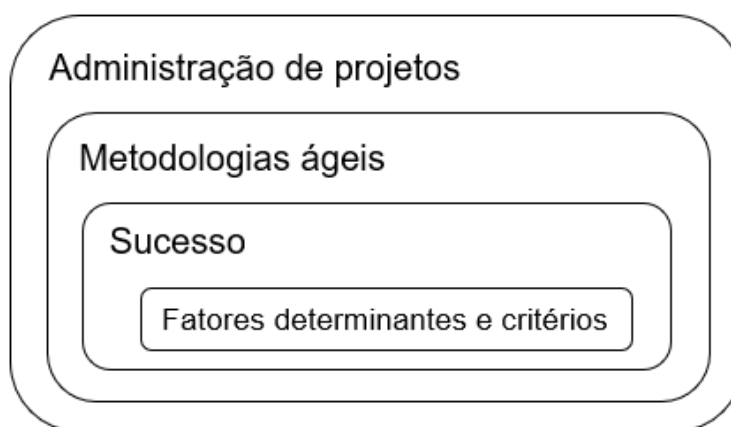 Administração de projetos
Metodologias ágeis
Sucesso
Fatores determinantes e critérios